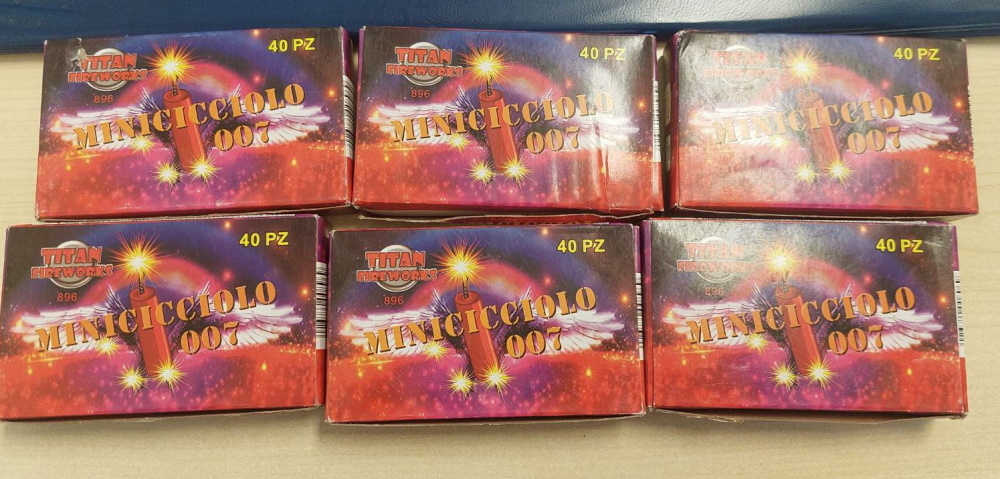 TITAN
FIREWORKS
896
40 PZ
MINICICCIOLO
007
TITAN
FIREWORKS
896
40 PZ
MINICICCIOLO
007
TITAN
FIREWORKS
896
40 PZ
MINICICCIOLO
007
TITAN
FIREWORKS
896
40 PZ
MINICICCIOLO
007
TITAN
FIREWORKS
896
40 PZ
MINICICCIOLO
007
TITAN
FIREWORKS
896
40 PZ
MINICICCIOLO
007